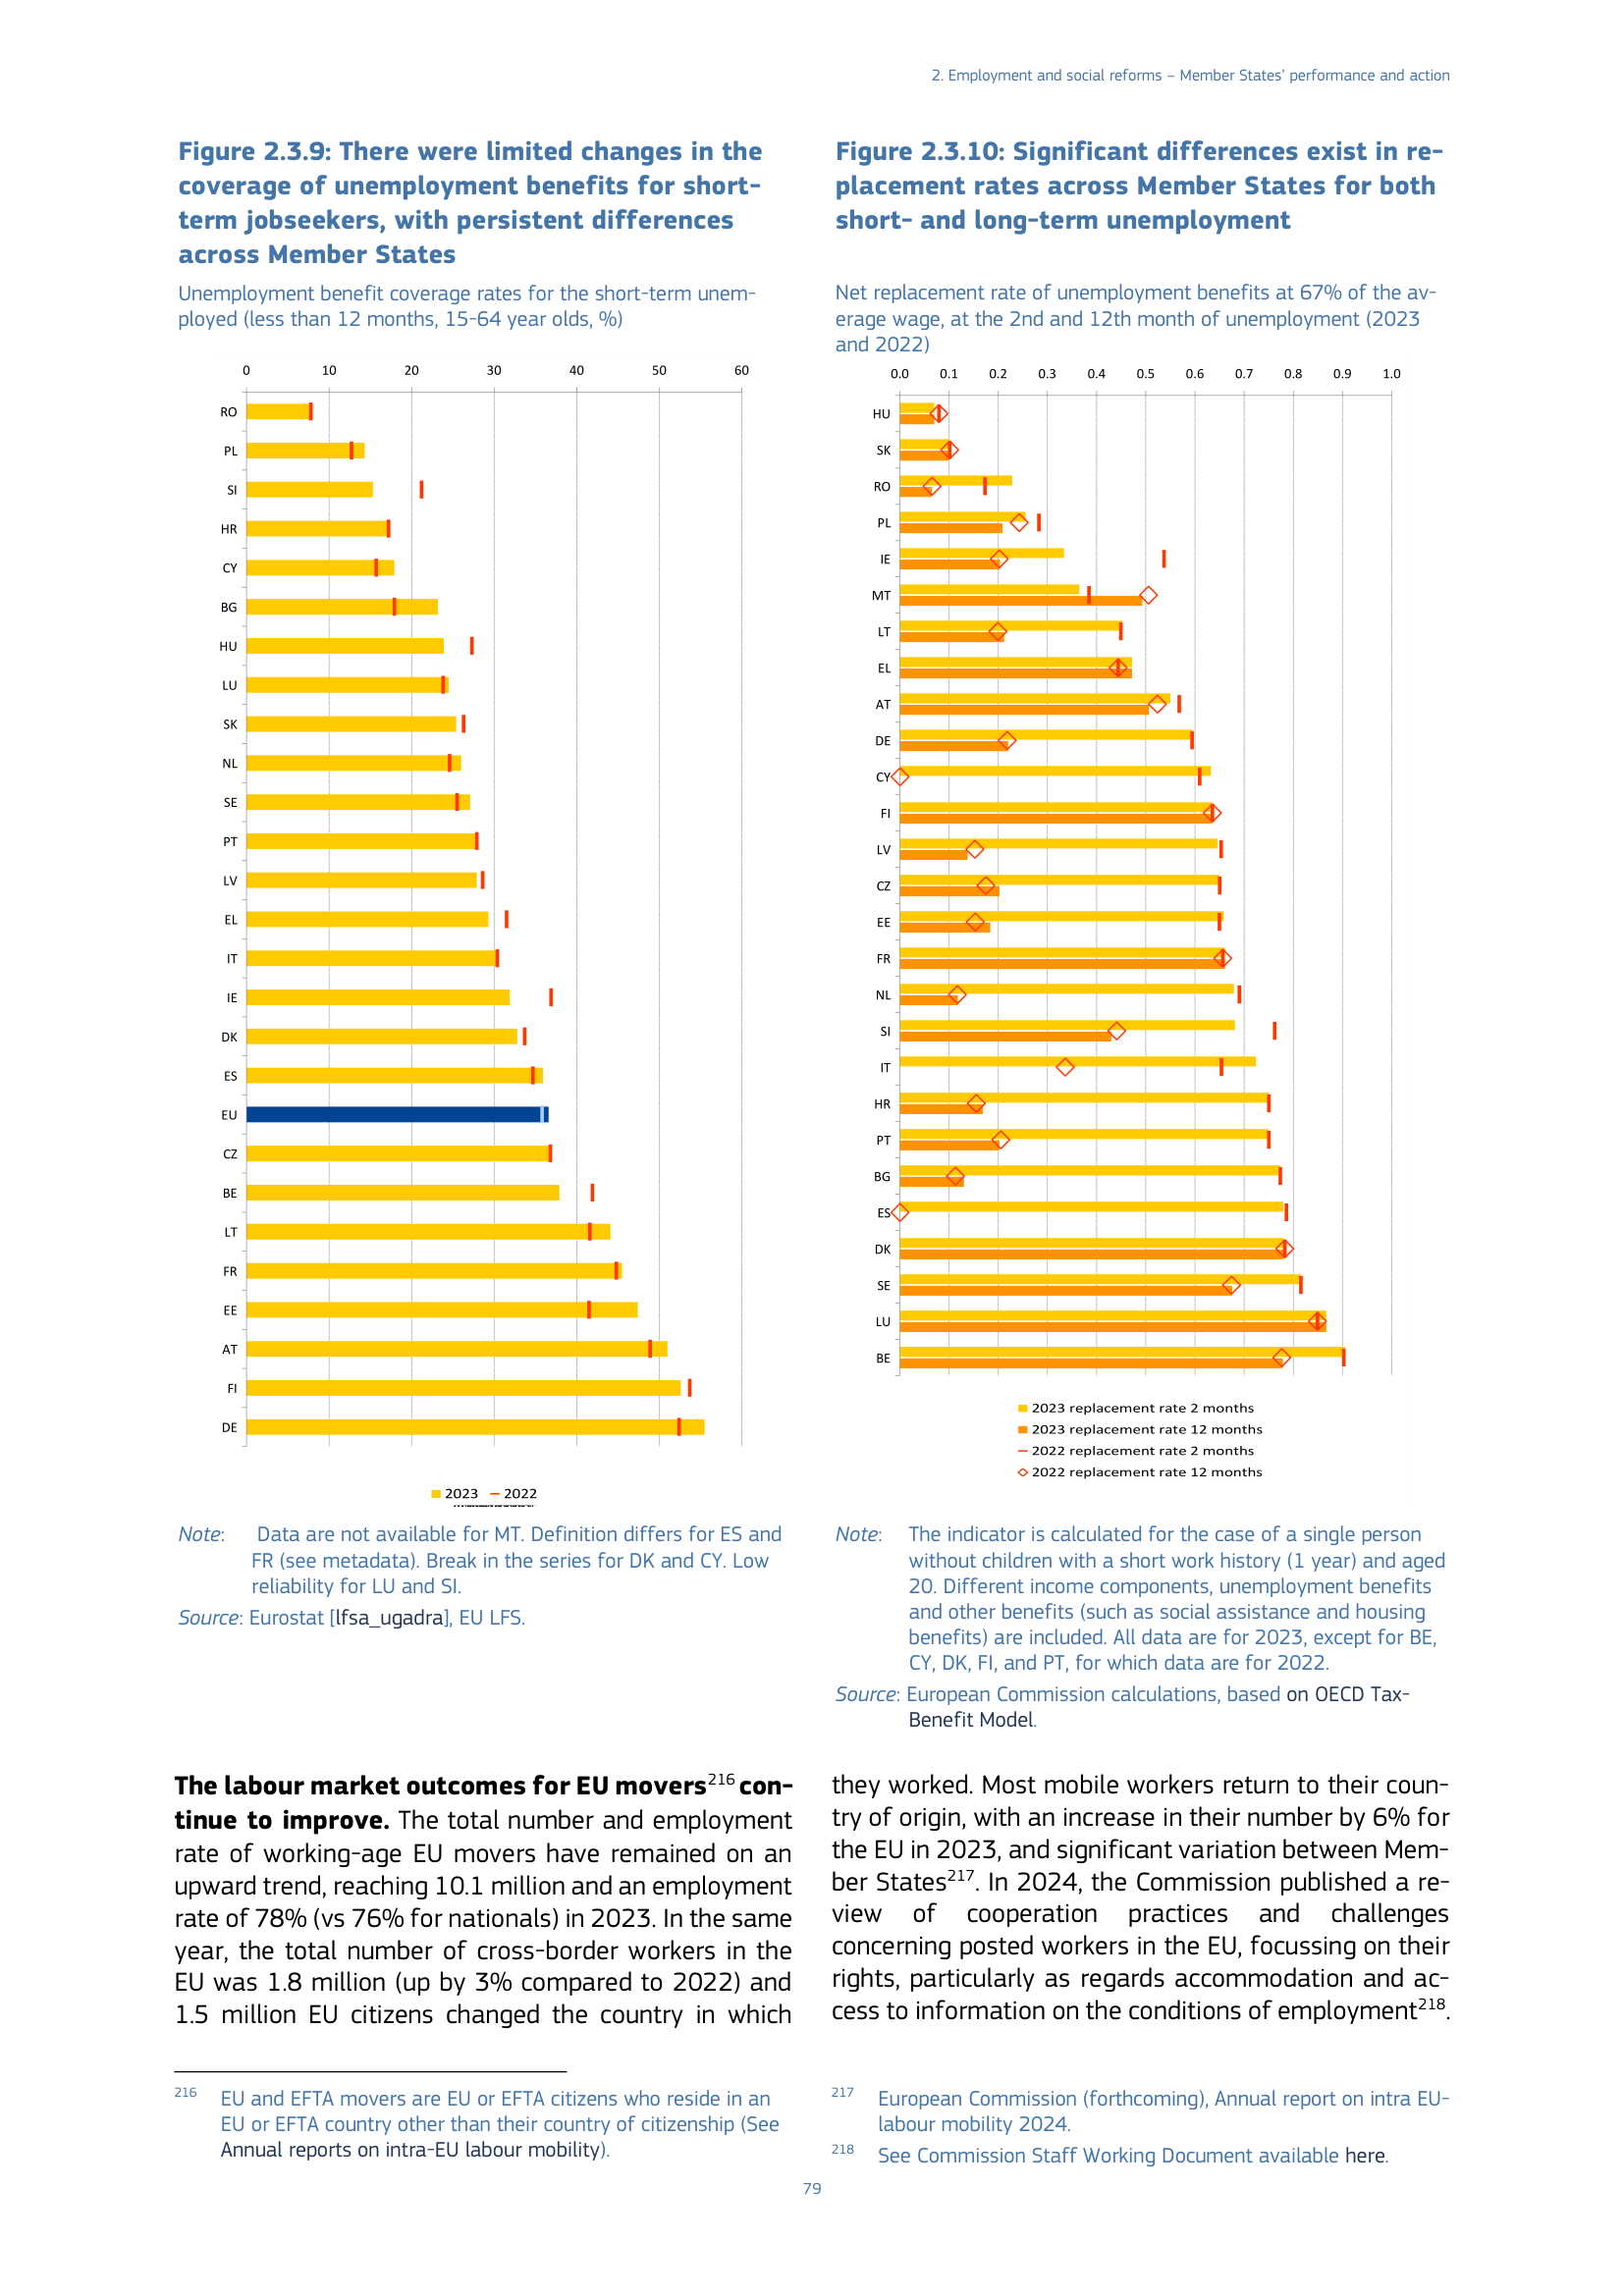 2. Employment and social reforms – Member States’ performance and action
Figure 2.3.9: There were limited changes in the
coverage of unemployment benefits for short-
term jobseekers, with persistent differences
across Member States
Unemployment benefit coverage rates for the short-term unem-
ployed (less than 12 months, 15-64 year olds, %)
0 10 20 30 40 50 60
RO
PL
SI
HR
CY
BG
HU
LU
SK
NL
SE
PT
LV
EL
IT
IE
DK
ES
EU
CZ
BE
LT
FR
EE
AT
FI
DE
2023 2022
Note: Data are not available for MT. Definition differs for ES and
FR (see metadata). Break in the series for DK and CY. Low
reliability for LU and SI.
Source: Eurostat [lfsa_ugadra], EU LFS.
Figure 2.3.10: Significant differences exist in re-
placement rates across Member States for both
short- and long-term unemployment
Net replacement rate of unemployment benefits at 67% of the av-
erage wage, at the 2nd and 12th month of unemployment (2023
and 2022)
0.0 0.1 0.2 0.3 0.4 0.5 0.6 0.7 0.8 0.9 1.0
HU
SK
RO
PL
IE
MT
LT
EL
AT
DE
CY
FI
LV
CZ
EE
FR
NL
SI
IT
HR
PT
BG
ES
DK
SE
LU
BE
2023 replacement rate 2 months
2023 replacement rate 12 months
2022 replacement rate 2 months
2022 replacement rate 12 months
Note: The indicator is calculated for the case of a single person
without children with a short work history (1 year) and aged
20. Different income components, unemployment benefits
and other benefits (such as social assistance and housing
benefits) are included. All data are for 2023, except for BE,
CY, DK, FI, and PT, for which data are for 2022.
Source: European Commission calculations, based on OECD Tax-
Benefit Model.
The labour market outcomes for EU movers216 con-
tinue to improve. The total number and employment
rate of working-age EU movers have remained on an
upward trend, reaching 10.1 million and an employment
rate of 78% (vs 76% for nationals) in 2023. In the same
year, the total number of cross-border workers in the
EU was 1.8 million (up by 3% compared to 2022) and
1.5 million EU citizens changed the country in which
they worked. Most mobile workers return to their coun-
try of origin, with an increase in their number by 6% for
the EU in 2023, and significant variation between Mem-
ber States217. In 2024, the Commission published a re-
view of cooperation practices and challenges
concerning posted workers in the EU, focussing on their
rights, particularly as regards accommodation and ac-
cess to information on the conditions of employment218.
216 EU and EFTA movers are EU or EFTA citizens who reside in an
EU or EFTA country other than their country of citizenship (See
Annual reports on intra-EU labour mobility).
217 European Commission (forthcoming), Annual report on intra EU-
labour mobility 2024.
218 See Commission Staff Working Document available here.
79